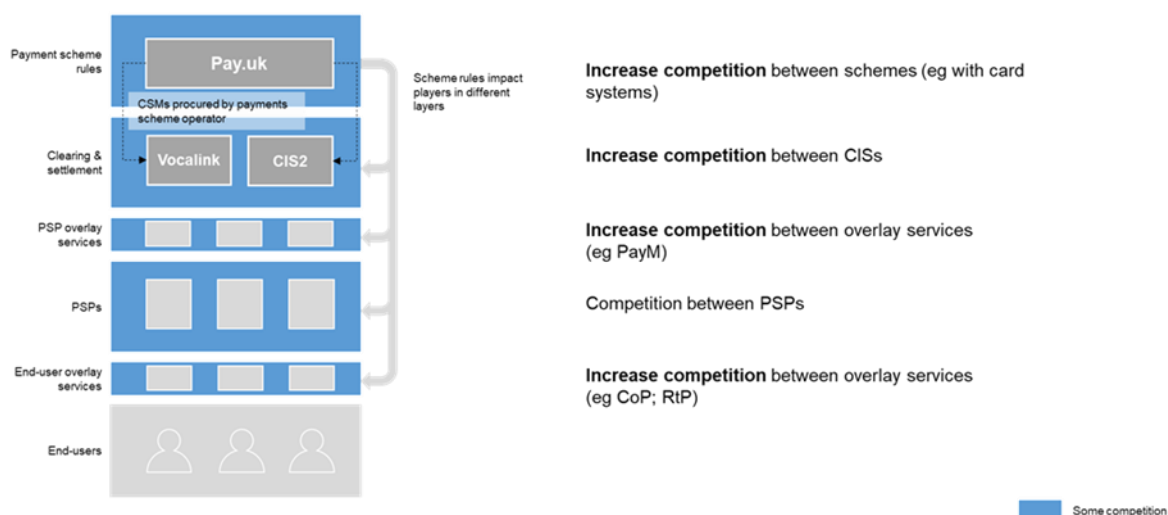 Payment scheme
rules
Pay.uk
CSMs procured by payments
scheme operator
Scheme rules impact
players in different
layers
Increase competition between schemes (eg with card
systems)
Clearing &
settlement
Vocalink
CIS2
Increase competition between CISs
PSP overlay
services
Increase competition between overlay services
(eg PayM)
PSPs
Competition between PSPs
End-user overlay
services
Increase competition between overlay services
(eg CoP; RtP)
End-users
Some competition